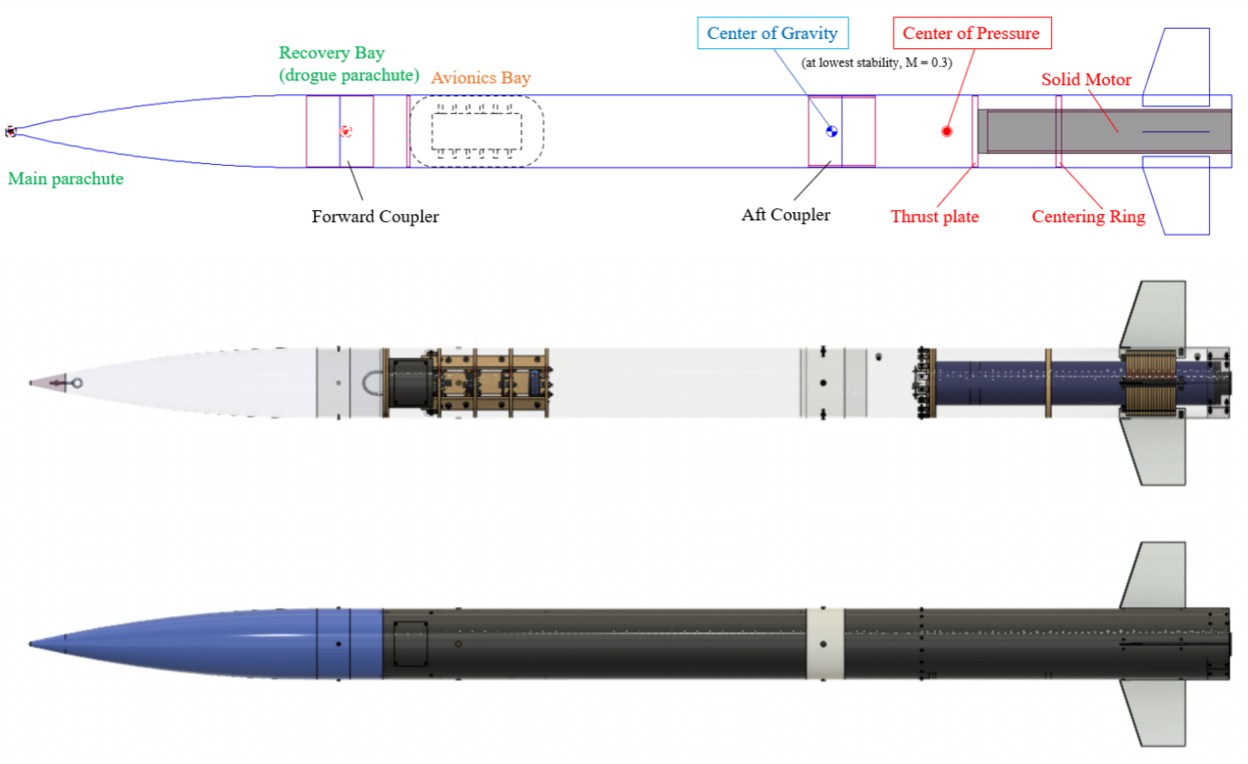 Center of Gravity
Center of Pressure
(at lowest stability, M = 0.3)
Recovery Bay
(drogue parachute)
Avionics Bay
Solid Motor
Main parachute
Forward Coupler
Aft Coupler
Thrust plate
Centering Ring